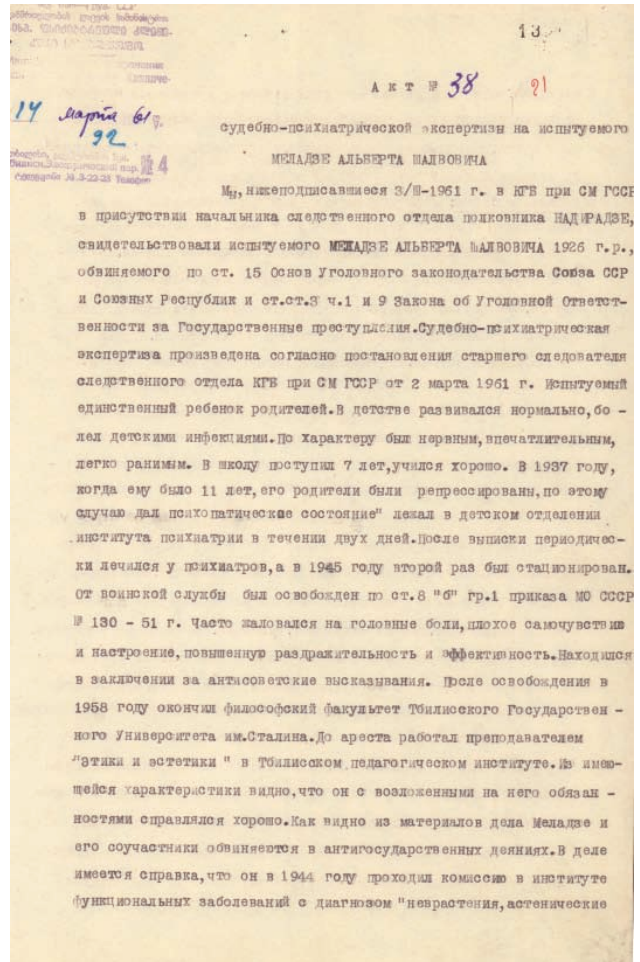 13
14 марта 61 г.
92
№ 4
АКТ № 38 21
судебно-психиатрической экспертизы на испытуемого
МЕЛАДЗЕ АЛЬБЕРТА ШАЛВОВИЧА
Мы,нижеподписавшиеся 3/Ш-1961 г. в КГБ при СМ ГССР
в присутствии начальника следственного отдела полковника НАДИРАДЗЕ,
свидетельствовали испытуемого МЕЛАДЗЕ АЛЬБЕРТА ШАЛВОВИЧА 1926 г.р.,
обвиняемого по ст. 15 Основ Уголовного законодательства Союза ССР
и Союзных Республик и ст.ст.3 ч.1 и 9 Закона об Уголовной Ответст-
венности за Государственные преступления.Судебно-психиатрическая
экспертиза произведена согласно постановления старшего следователя
следственного отдела КГБ при СМ ГССР от 2 марта 1961 г. Испытуемый
единственный ребенок родителей.В детстве развивался нормально,бо -
лел детскими инфекциями.По характеру был нервным,впечатлительным,
легко ранимым. В школу поступил 7 лет,учился хорошо. В 1937 году,
когда ему было 11 лет,его родители были репрессированы,по этому
случаю дал психопатическое состояние" лежал в детском отделении
института психиатрии в течении двух дней.После выписки периодичес-
ки лечился у психиатров,а в 1945 году второй раз был стационирован.
От воинской службы был освобожден по ст.8 "б" гр.1 приказа МО СССР
№ 130 - 51 г. Часто жаловался на головные боли,плохое самочувствию
и настроение,повышенную раздражительность и эффективность.Находился
в заключении за антисоветские высказывания. После освобождения в
1958 году окончил философский факультет Тбилисского Государствен -
ного Университета им.Сталина.До ареста работал преподавателем
"этики и эстетики " в Тбилисском педагогическом институте.Из имею-
щейся характеристики видно,что он с возложенными на него обязан -
ностями справлялся хорошо.Как видно из материалов дела Меладзе и
его соучастники обвиняются в антигосударственных деяниях.В деле
имеется справка,что он в 1944 году проходил комиссию в институте
функциональных заболеваний с диагнозом "неврастения,астенические